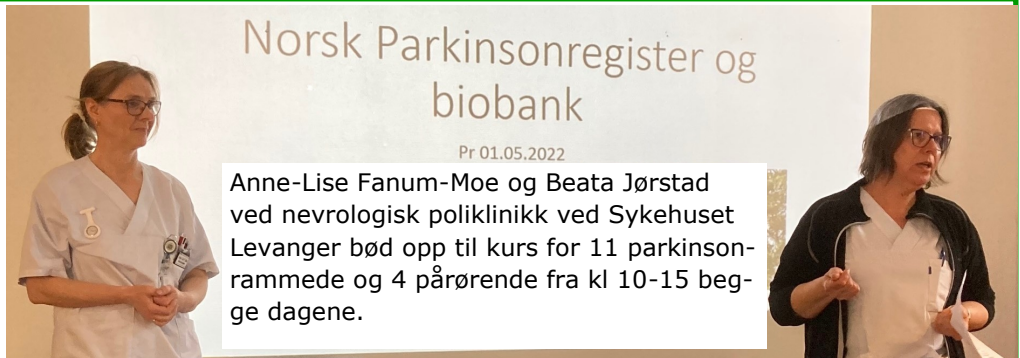 Norsk Parkinsonregister og
biobank
Pr 01.05.2022
Anne-Lise Fanum-Moe og Beata Jørstad
ved nevrologisk poliklinikk ved Sykehuset
Levanger bød opp til kurs for 11 parkinson-
rammede og 4 pårørende fra kl 10-15 beg-
ge dagene.